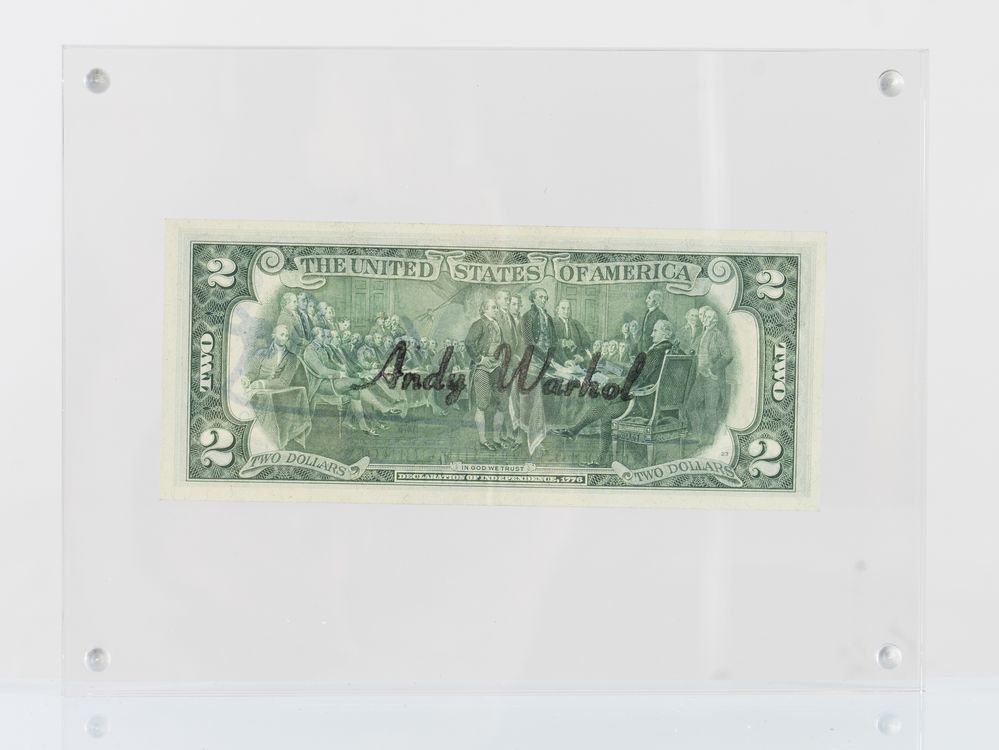 THE UNITED STATES OF AMERICA
2 2
TWO TWO
Andy Warhol
2 2
TWO DOLLARS TWO DOLLARS
23
IN GOD WE TRUST
DECLARATION OF INDEPENDENCE, 1776